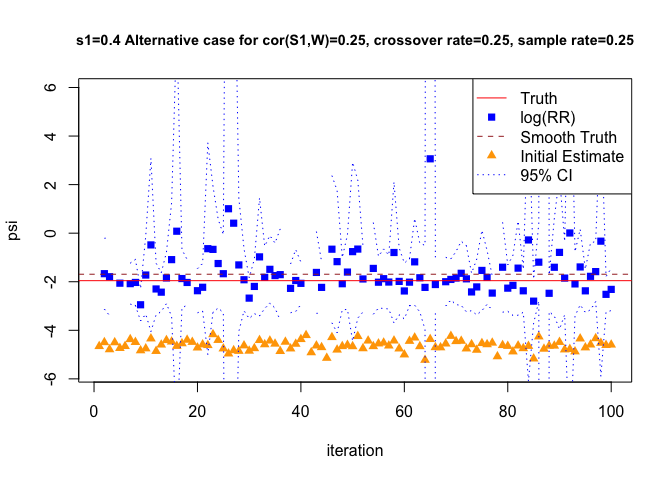 s1=0.4 Alternative case for cor(S1,W)=0.25, crossover rate=0.25, sample rate=0.25
6
4
2
0
-2
-4
-6
psi
Truth
log(RR)
Smooth Truth
Initial Estimate
95% CI
0 20 40 60 80 100
iteration